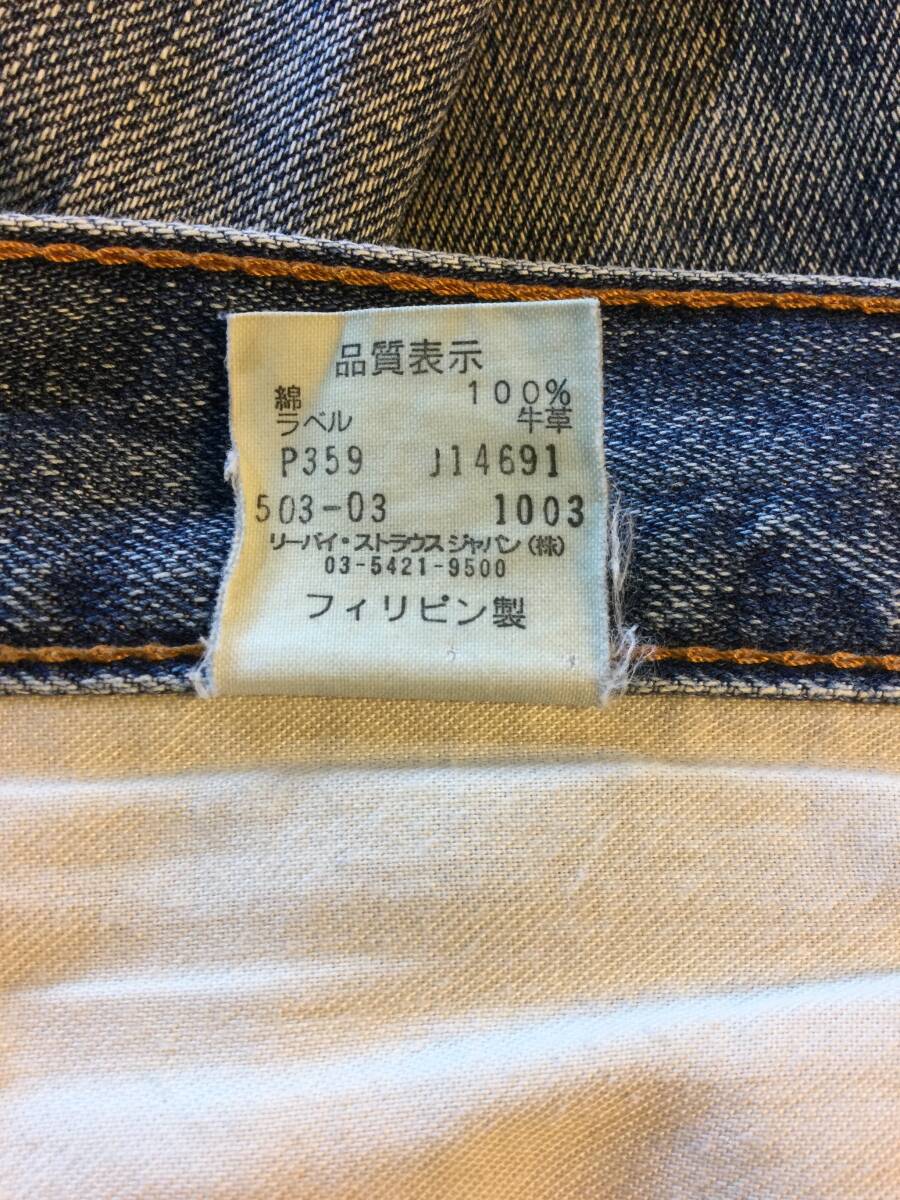 品質表示
綿 100%
ラベル 牛革
P359 J14691
503-03 1003
リーバイ・ストラウスジャパン(株)
03-5421-9500
フィリピン製